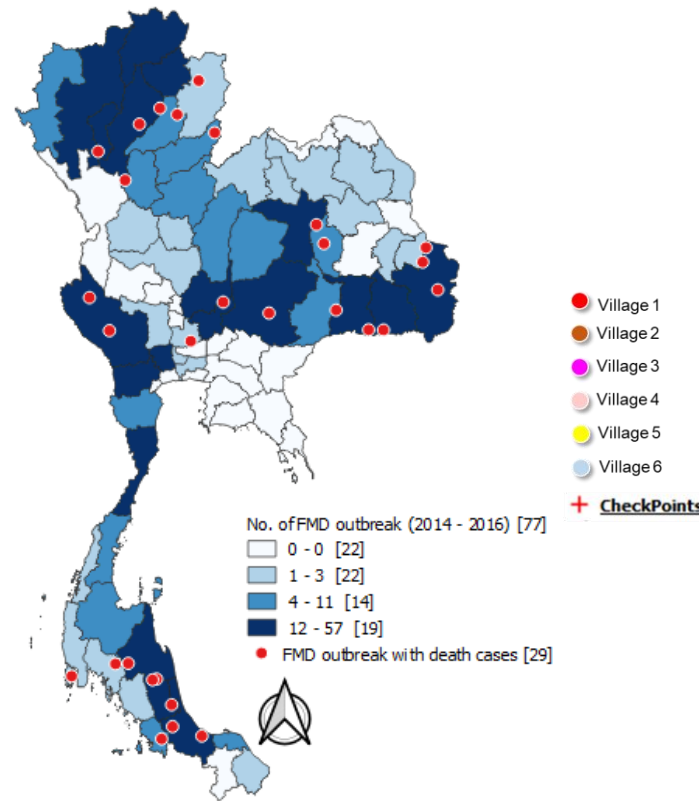 Village 1
Village 2
Village 3
Village 4
Village 5
Village 6
CheckPoints
No. of FMD outbreak (2014 - 2016) [77]
0 - 0 [22]
1 - 3 [22]
4 - 11 [14]
12 - 57 [19]
FMD outbreak with death cases [29]